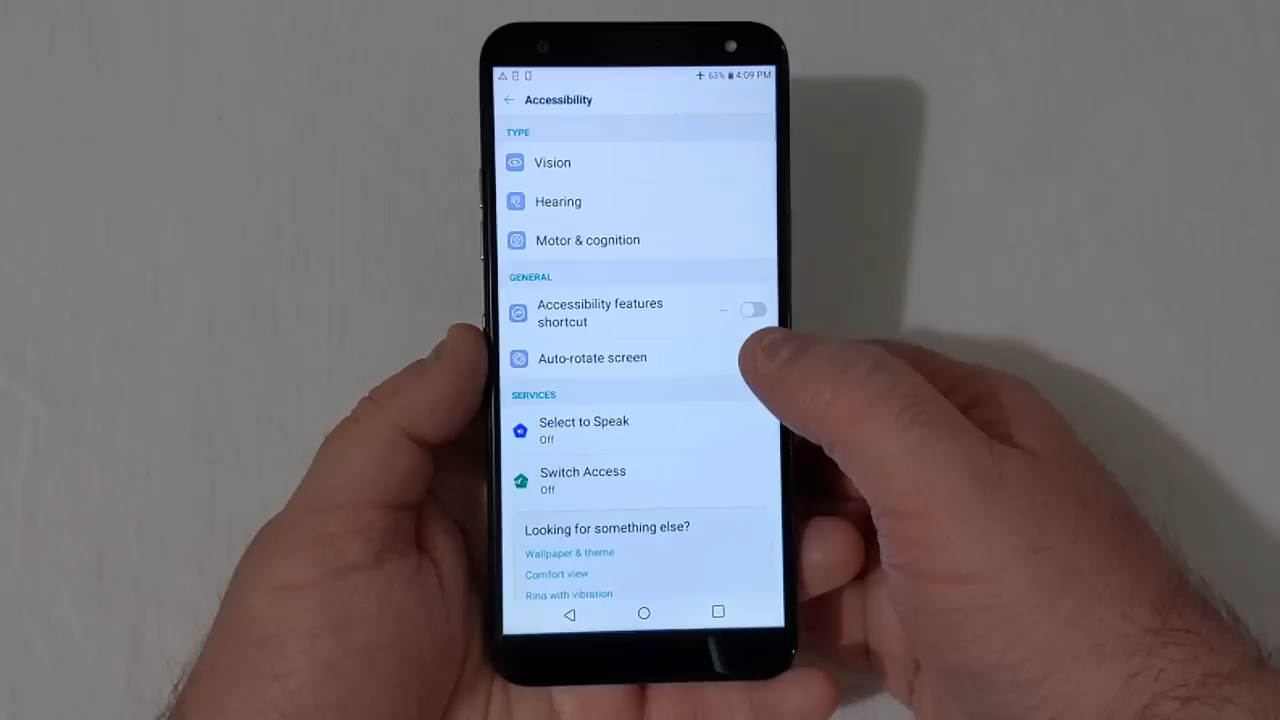 63% 4:09 PM
Accessibility
TYPE
Vision
Hearing
Motor & cognition
GENERAL
Accessibility features
shortcut
Auto-rotate screen
SERVICES
Select to Speak
Off
Switch Access
Off
Looking for something else?
Wallpaper & theme
Comfort view
Ring with vibration